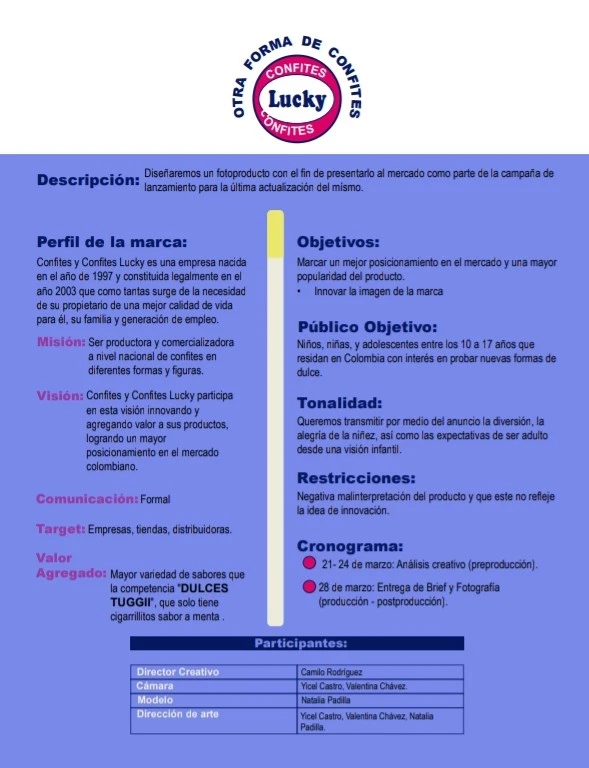 OTRA FORMA DE CONFITES
CONFITES
Lucky
CONFITES
Descripción: Diseñaremos un fotoproducto con el fin de presentarlo al mercado como parte de la campaña de
lanzamiento para la última actualización del mísmo.
Perfil de la marca:
Confites y Confites Lucky es una empresa nacida
en el año de 1997 y constituida legalmente en el
año 2003 que como tantas surge de la necesidad
de su propietario de una mejor calidad de vida
para él, su familia y generación de empleo.
Misión: Ser productora y comercializadora
a nivel nacional de confites en
diferentes formas y figuras.
Visión: Confites y Confites Lucky participa
en esta visión innovando y
agregando valor a sus productos,
logrando un mayor
posicionamiento en el mercado
colombiano.
Comunicación: Formal
Target: Empresas, tiendas, distribuidoras.
Valor
Agregado: Mayor variedad de sabores que
la competencia "DULCES
TUGGII", que solo tiene
cigarrillitos sabor a menta .
Objetivos:
Marcar un mejor posicionamiento en el mercado y una mayor
popularidad del producto.
• Innovar la imagen de la marca
Público Objetivo:
Niños, niñas, y adolescentes entre los 10 a 17 años que
residan en Colombia con interés en probar nuevas formas de
dulce.
Tonalidad:
Queremos transmitir por medio del anuncio la diversión, la
alegría de la niñez, así como las expectativas de ser adulto
desde una visión infantil.
Restricciones:
Negativa malinterpretación del producto y que este no refleje
la idea de innovación.
Cronograma:
21- 24 de marzo: Análisis creativo (preproducción).
28 de marzo: Entrega de Brief y Fotografía
(producción - postproducción).
Participantes:
Director Creativo Camilo Rodríguez
Cámara Yicel Castro, Valentina Chávez.
Modelo Natalia Padilla
Dirección de arte Yicel Castro, Valentina Chávez, Natalia
Padilla.